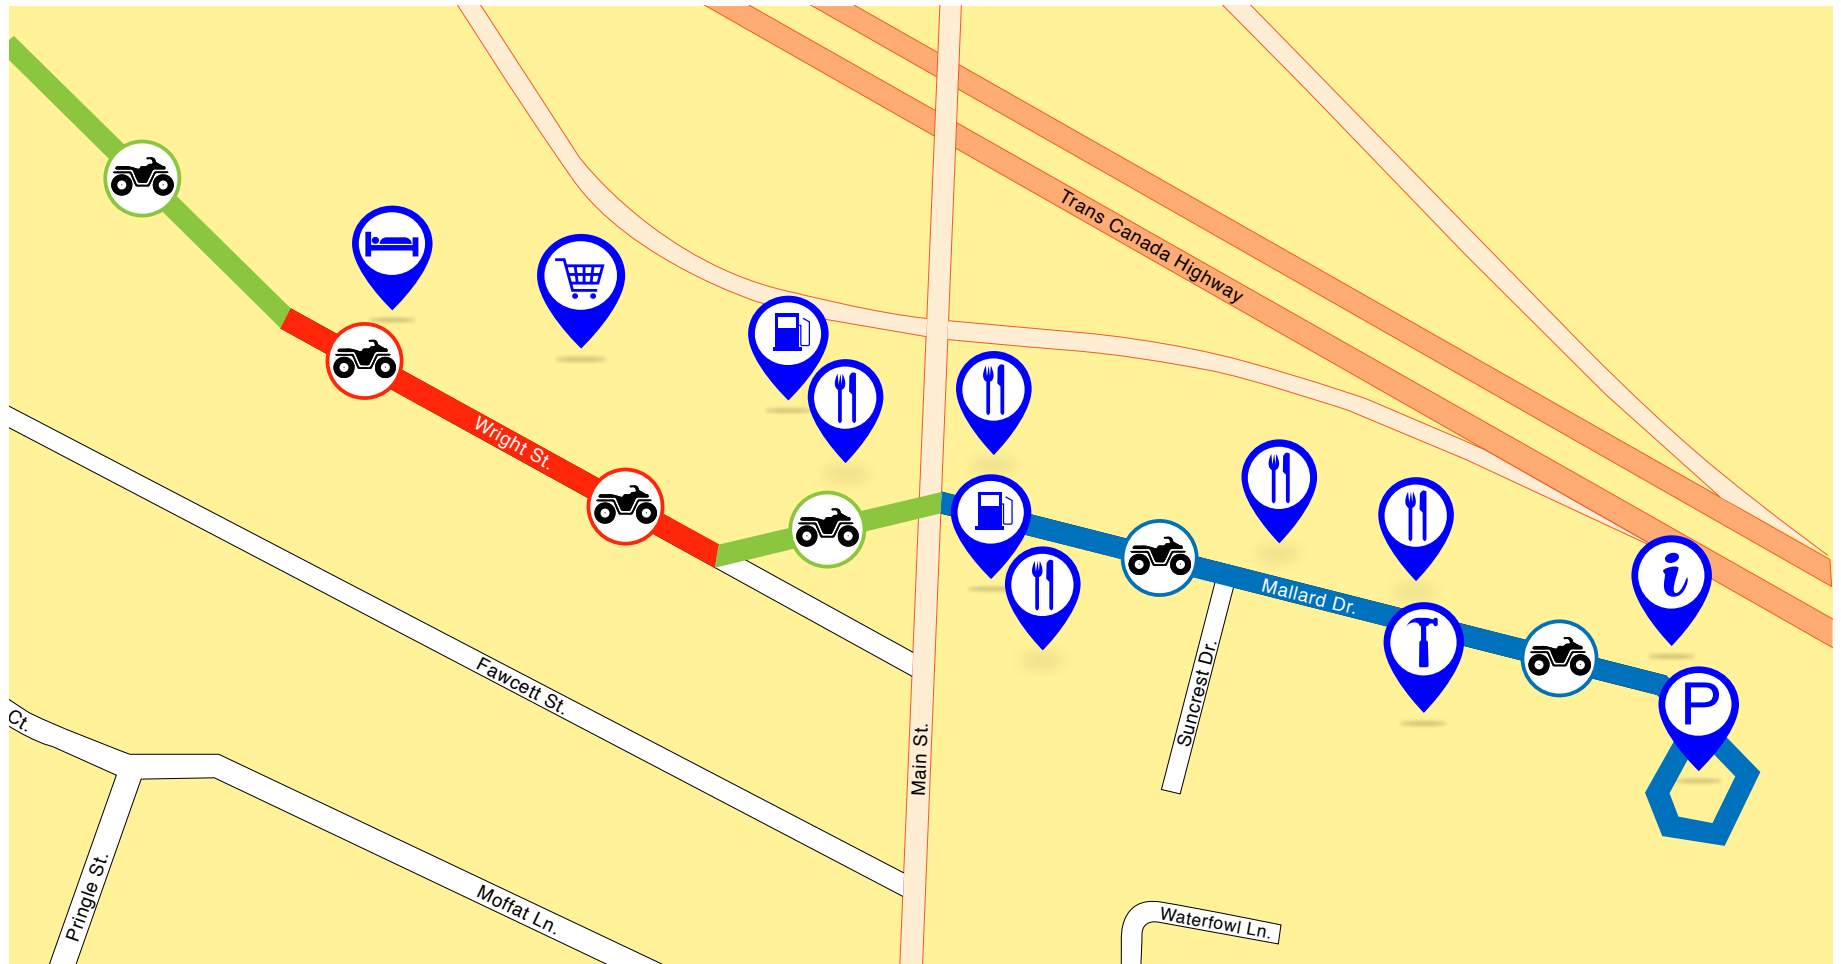 Trans Canada Highway
Wright St.
Mallard Dr.
Fawcett St.
Suncrest Dr.
P
Ct.
Main St.
Pringle St.
Moffat Ln.
Waterfowl Ln.
i